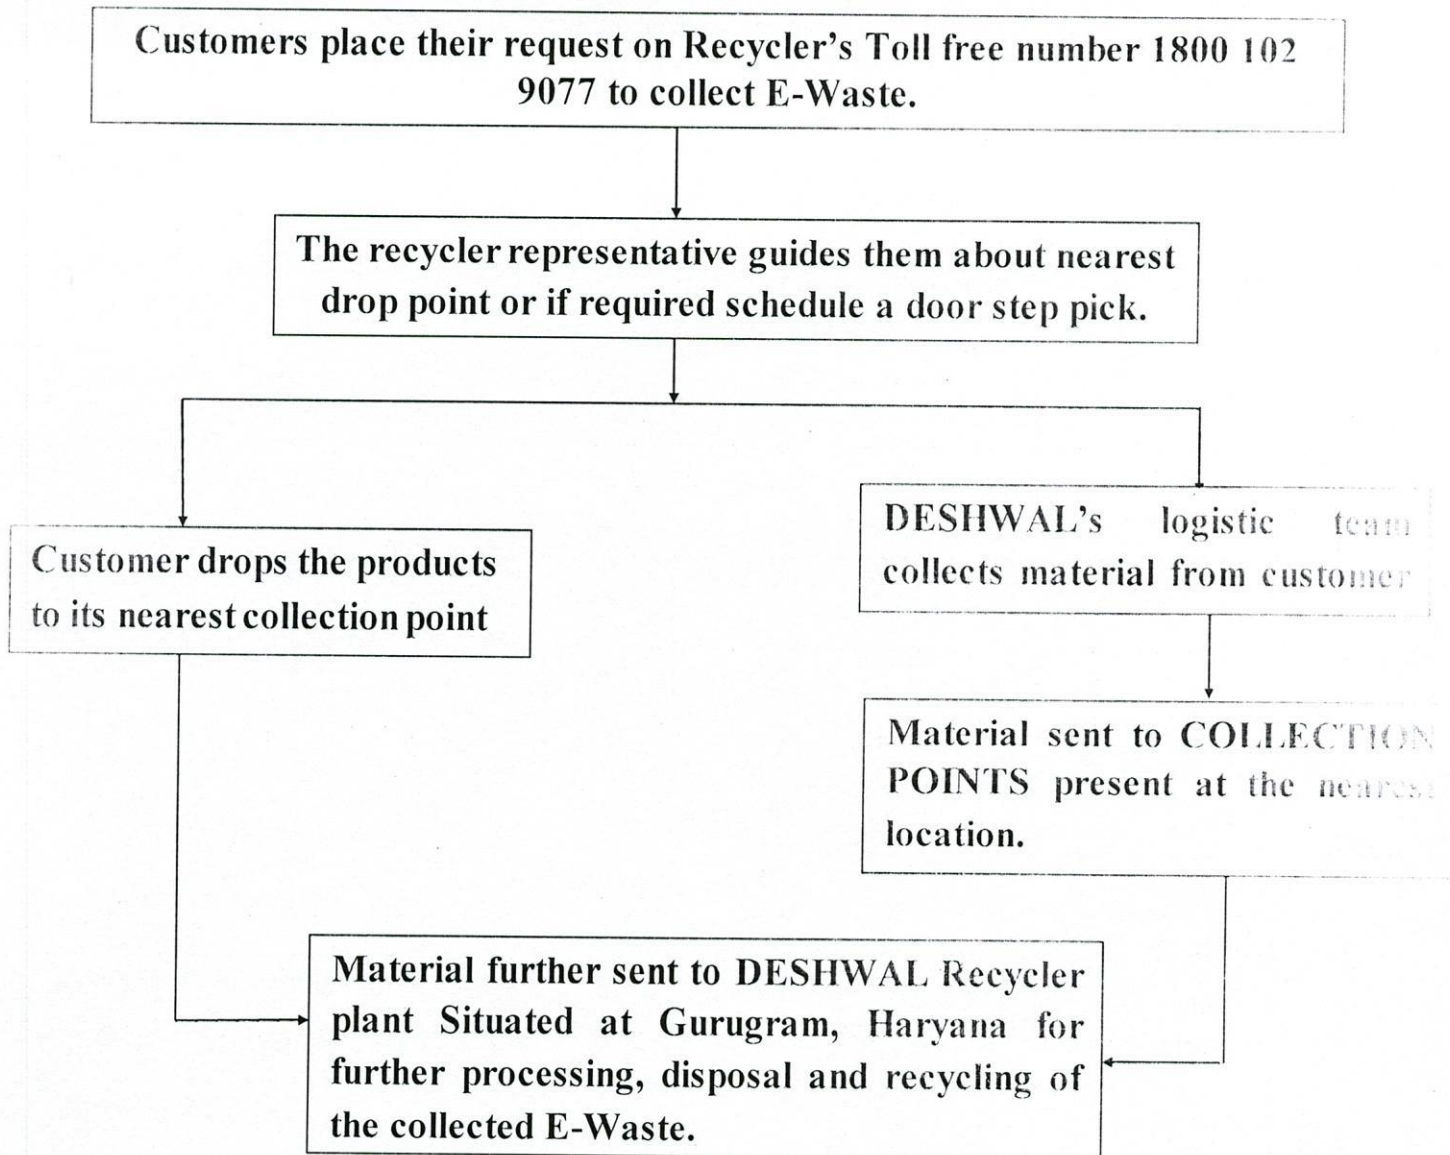 Customers place their request on Recycler's Toll free number 1800 102
9077 to collect E-Waste.
The recycler representative guides them about nearest
drop point or if required schedule a door step pick.
Customer drops the products
to its nearest collection point
DESHWAL's logistic team
collects material from customer
Material sent to COLLECTION
POINTS present at the nearest
location.
Material further sent to DESHWAL Recycler
plant Situated at Gurugram, Haryana for
further processing, disposal and recycling of
the collected E-Waste.